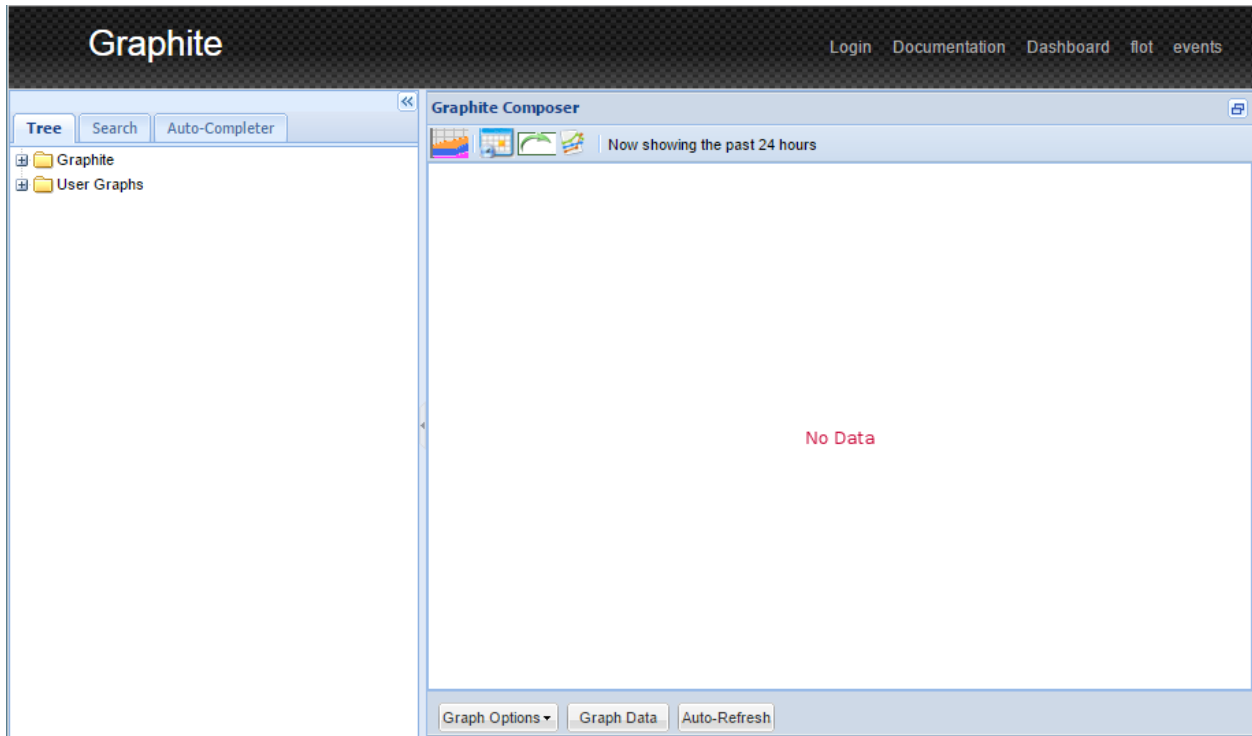 Graphite
Login Documentation Dashboard flot events
Tree Search Auto-Completer
Graphite
User Graphs
Graphite Composer
Now showing the past 24 hours
No Data
Graph Options Graph Data Auto-Refresh